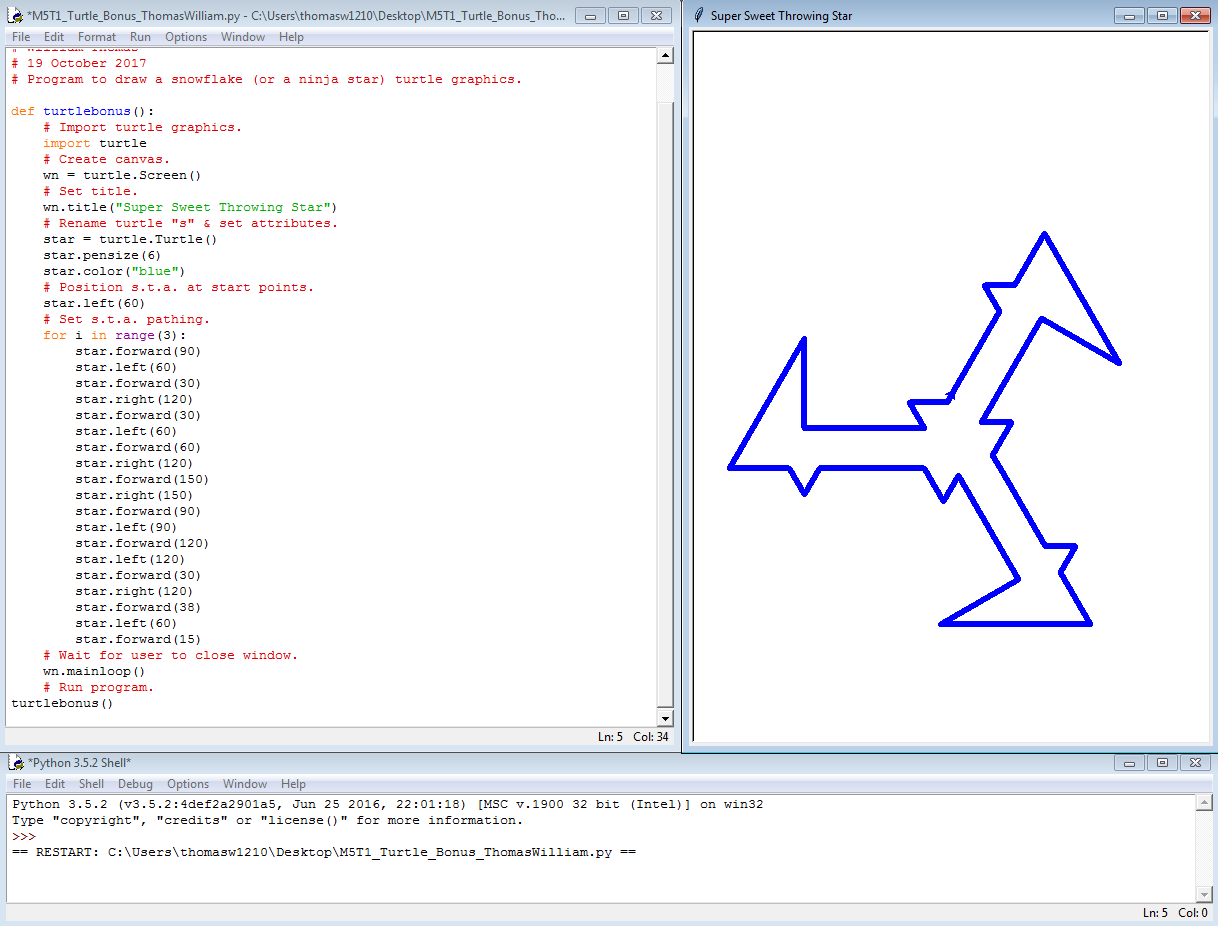 *M5T1_Turtle_Bonus_ThomasWilliam.py - C:\Users\thomasw1210\Desktop\M5T1_Turtle_Bonus_Tho...
File Edit Format Run Options Window Help
# William Thomas
# 19 October 2017
# Program to draw a snowflake (or a ninja star) turtle graphics.
def turtlebonus():
# Import turtle graphics.
import turtle
# Create canvas.
wn = turtle.Screen()
# Set title.
wn.title("Super Sweet Throwing Star")
# Rename turtle "s" & set attributes.
star = turtle.Turtle()
star.pensize(6)
star.color("blue")
# Position s.t.a. at start points.
star.left(60)
# Set s.t.a. pathing.
for i in range(3):
star.forward(90)
star.left(60)
star.forward(30)
star.right(120)
star.forward(30)
star.left(60)
star.forward(60)
star.right(120)
star.forward(150)
star.right(150)
star.forward(90)
star.left(90)
star.forward(120)
star.left(120)
star.forward(30)
star.right(120)
star.forward(38)
star.left(60)
star.forward(15)
# Wait for user to close window.
wn.mainloop()
# Run program.
turtlebonus()
Ln: 5 Col: 34
Super Sweet Throwing Star
*Python 3.5.2 Shell*
File Edit Shell Debug Options Window Help
Python 3.5.2 (v3.5.2:4def2a2901a5, Jun 25 2016, 22:01:18) [MSC v.1900 32 bit (Intel)] on win32
Type "copyright", "credits" or "license()" for more information.
>>>
== RESTART: C:\Users\thomasw1210\Desktop\M5T1_Turtle_Bonus_ThomasWilliam.py ==
Ln: 5 Col: 0